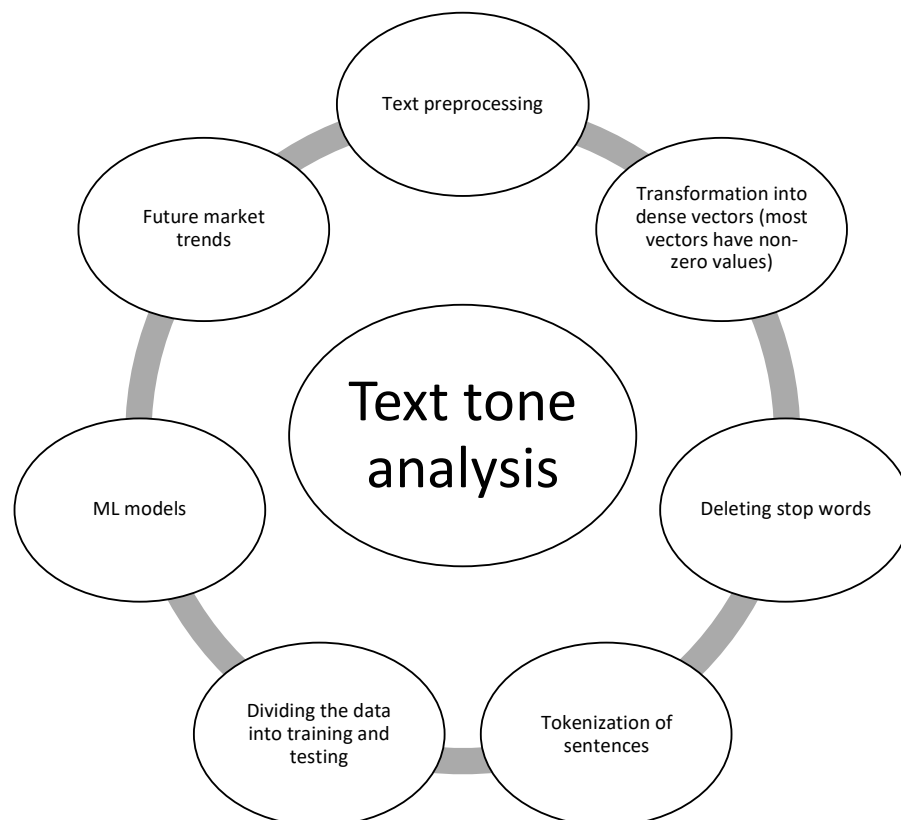 Text preprocessing
Transformation into
dense vectors (most
vectors have non-
zero values)
Deleting stop words
Tokenization of
sentences
Dividing the data
into training and
testing
ML models
Future market
trends
Text tone
analysis